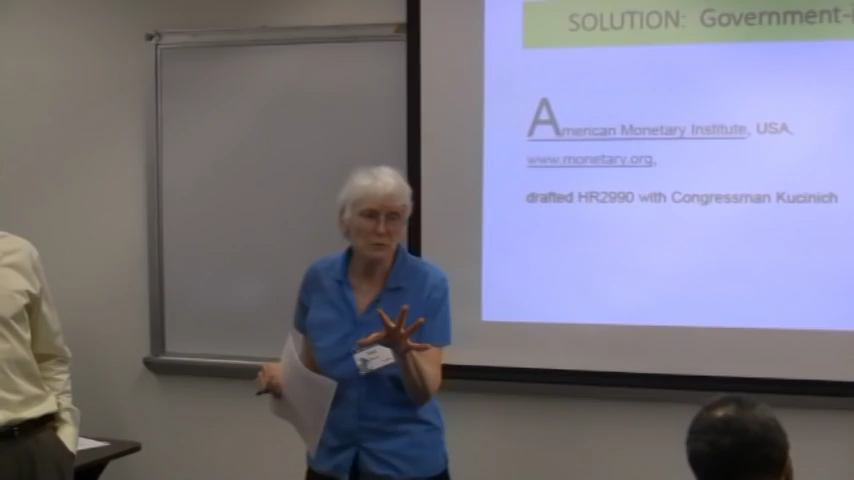 SOLUTION: Government-
American Monetary Institute, USA,
www.monetary.org,
drafted HR2990 with Congressman Kucinich